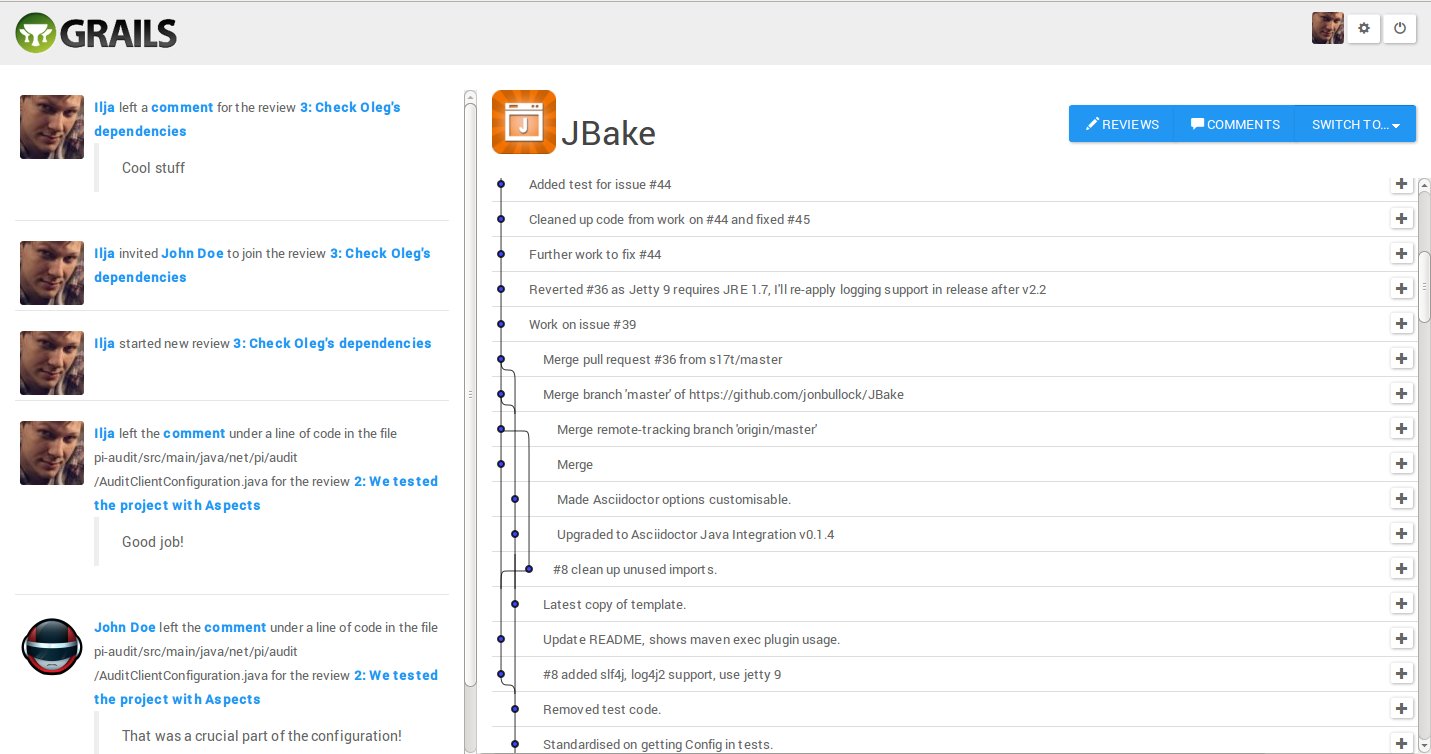 GRAILS
Ilja left a comment for the review 3: Check Oleg's
dependencies
Cool stuff
Ilja invited John Doe to join the review 3: Check Oleg's
dependencies
Ilja started new review 3: Check Oleg's dependencies
Ilja left the comment under a line of code in the file
pi-audit/src/main/java/net/pi/audit
/AuditClientConfiguration.java for the review 2: We tested
the project with Aspects
Good job!
John Doe left the comment under a line of code in the file
pi-audit/src/main/java/net/pi/audit
/AuditClientConfiguration.java for the review 2: We tested
the project with Aspects
That was a crucial part of the configuration!
J
JBake
REVIEWS
COMMENTS
SWITCH TO...
Added test for issue #44
Cleaned up code from work on #44 and fixed #45
Further work to fix #44
Reverted #36 as Jetty 9 requires JRE 1.7, I'll re-apply logging support in release after v2.2
Work on issue #39
Merge pull request #36 from s17t/master
Merge branch 'master' of https://github.com/jonbullock/JBake
Merge remote-tracking branch 'origin/master'
Merge
Made Asciidoctor options customisable.
Upgraded to Asciidoctor Java Integration v0.1.4
#8 clean up unused imports.
Latest copy of template.
Update README, shows maven exec plugin usage.
#8 added slf4j, log4j2 support, use jetty 9
Removed test code.
Standardised on getting Config in tests.